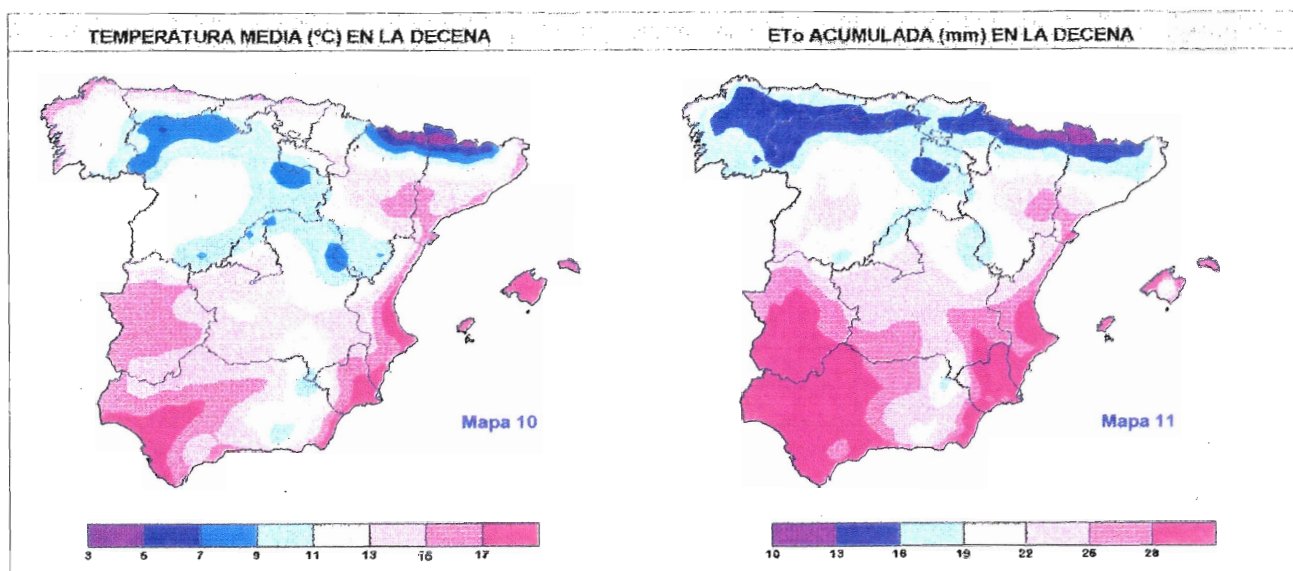 TEMPERATURA MEDIA (ºC) EN LA DECENA
ETo ACUMULADA (mm) EN LA DECENA
Mapa 10
Mapa 11
3 5 7 9 11 13 15 17
10 13 16 19 22 25 28